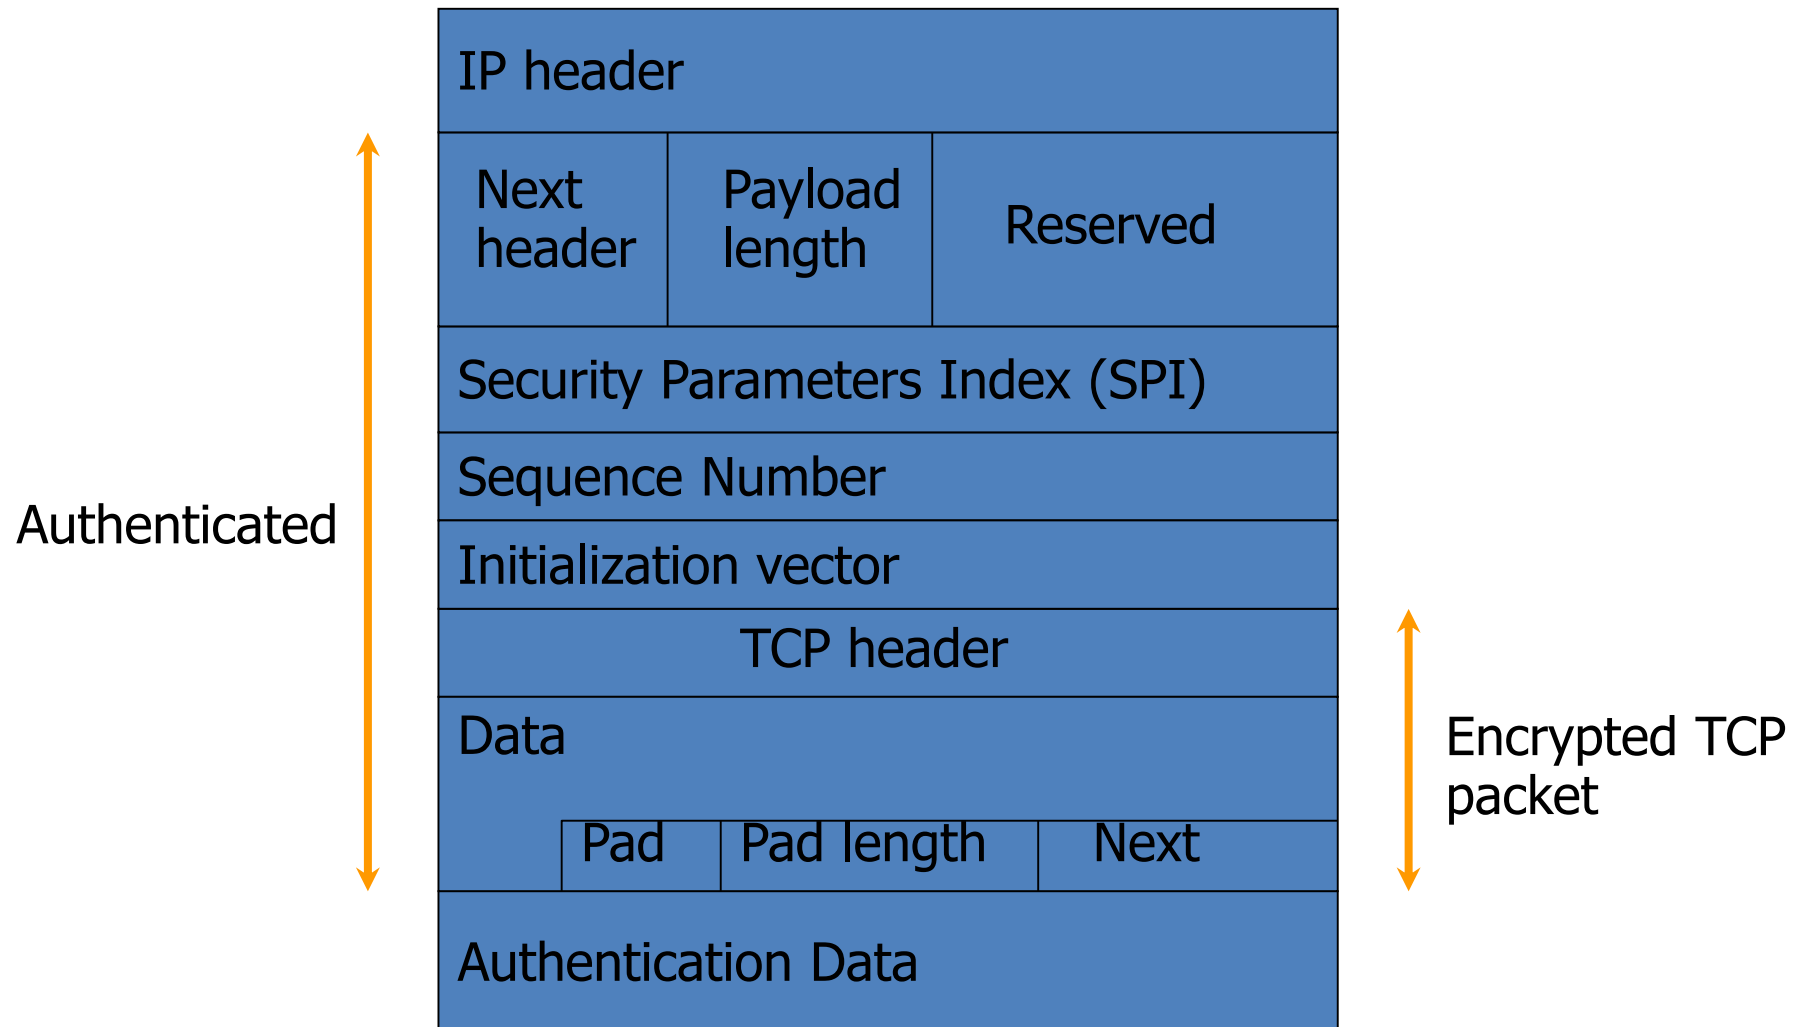 IP header
Next
header
Payload
length
Reserved
Security Parameters Index (SPI)
Sequence Number
Authenticated
Initialization vector
TCP header
Data
Encrypted TCP
packet
Pad
Pad length
Next
Authentication Data